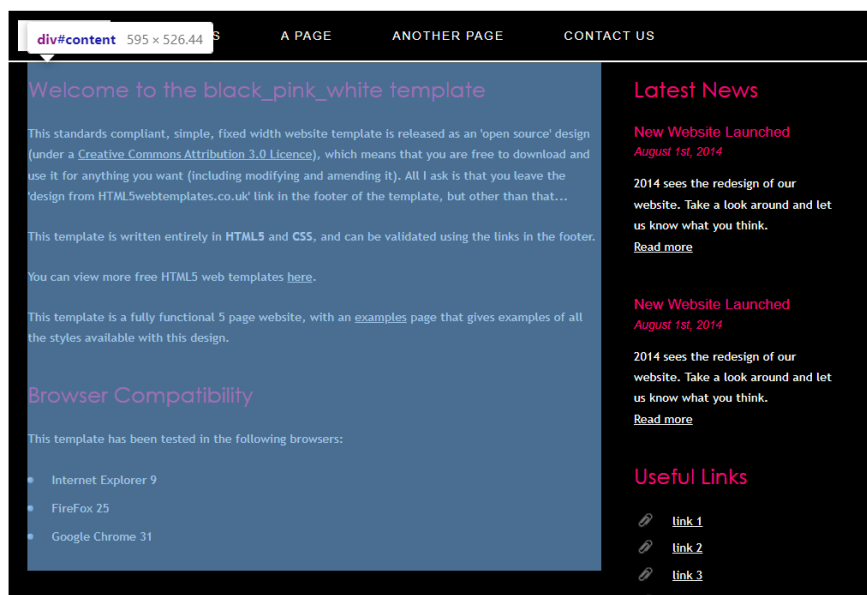 div#content 595 × 526.44
S A PAGE ANOTHER PAGE CONTACT US
Welcome to the black_pink_white template
This standards compliant, simple, fixed width website template is released as an 'open source' design
(under a Creative Commons Attribution 3.0 Licence), which means that you are free to download and
use it for anything you want (including modifying and amending it). All I ask is that you leave the
'design from HTML5webtemplates.co.uk' link in the footer of the template, but other than that...
This template is written entirely in HTML5 and CSS, and can be validated using the links in the footer.
You can view more free HTML5 web templates here.
This template is a fully functional 5 page website, with an examples page that gives examples of all
the styles available with this design.
Browser Compatibility
This template has been tested in the following browsers:
Internet Explorer 9
FireFox 25
Google Chrome 31
Latest News
New Website Launched
August 1st, 2014
2014 sees the redesign of our
website. Take a look around and let
us know what you think.
Read more
New Website Launched
August 1st, 2014
2014 sees the redesign of our
website. Take a look around and let
us know what you think.
Read more
Useful Links
link 1
link 2
link 3